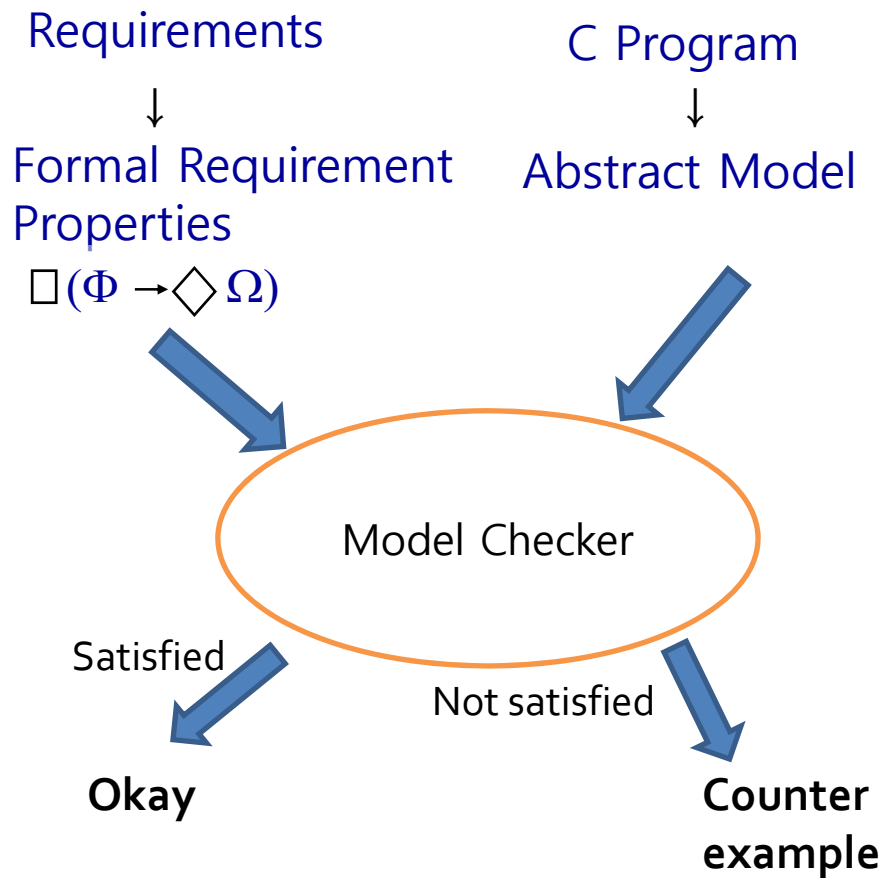 Requirements
↓
Formal Requirement
Properties
□(Φ →◇ Ω)
C Program
↓
Abstract Model
Model Checker
Satisfied
Not satisfied
Okay
Counter
example